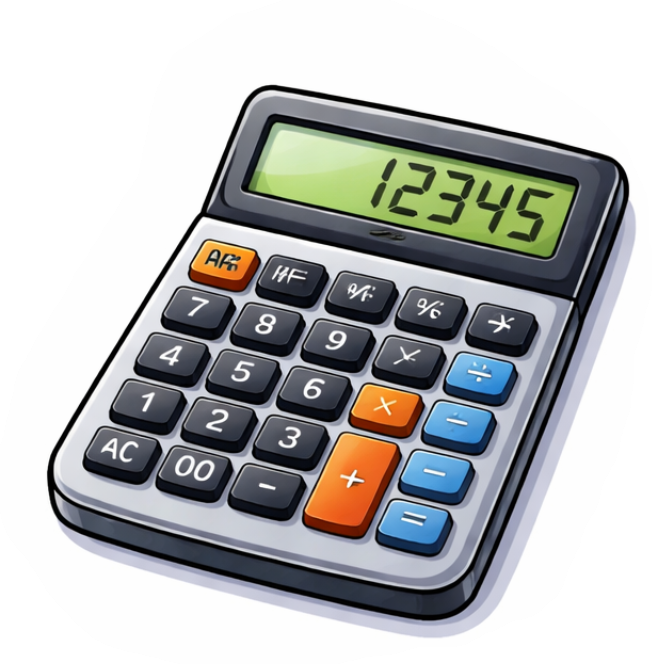 12345
7 8 9 ×
4 5 6 × ÷
1 2 3 + −
AC 00 - − =